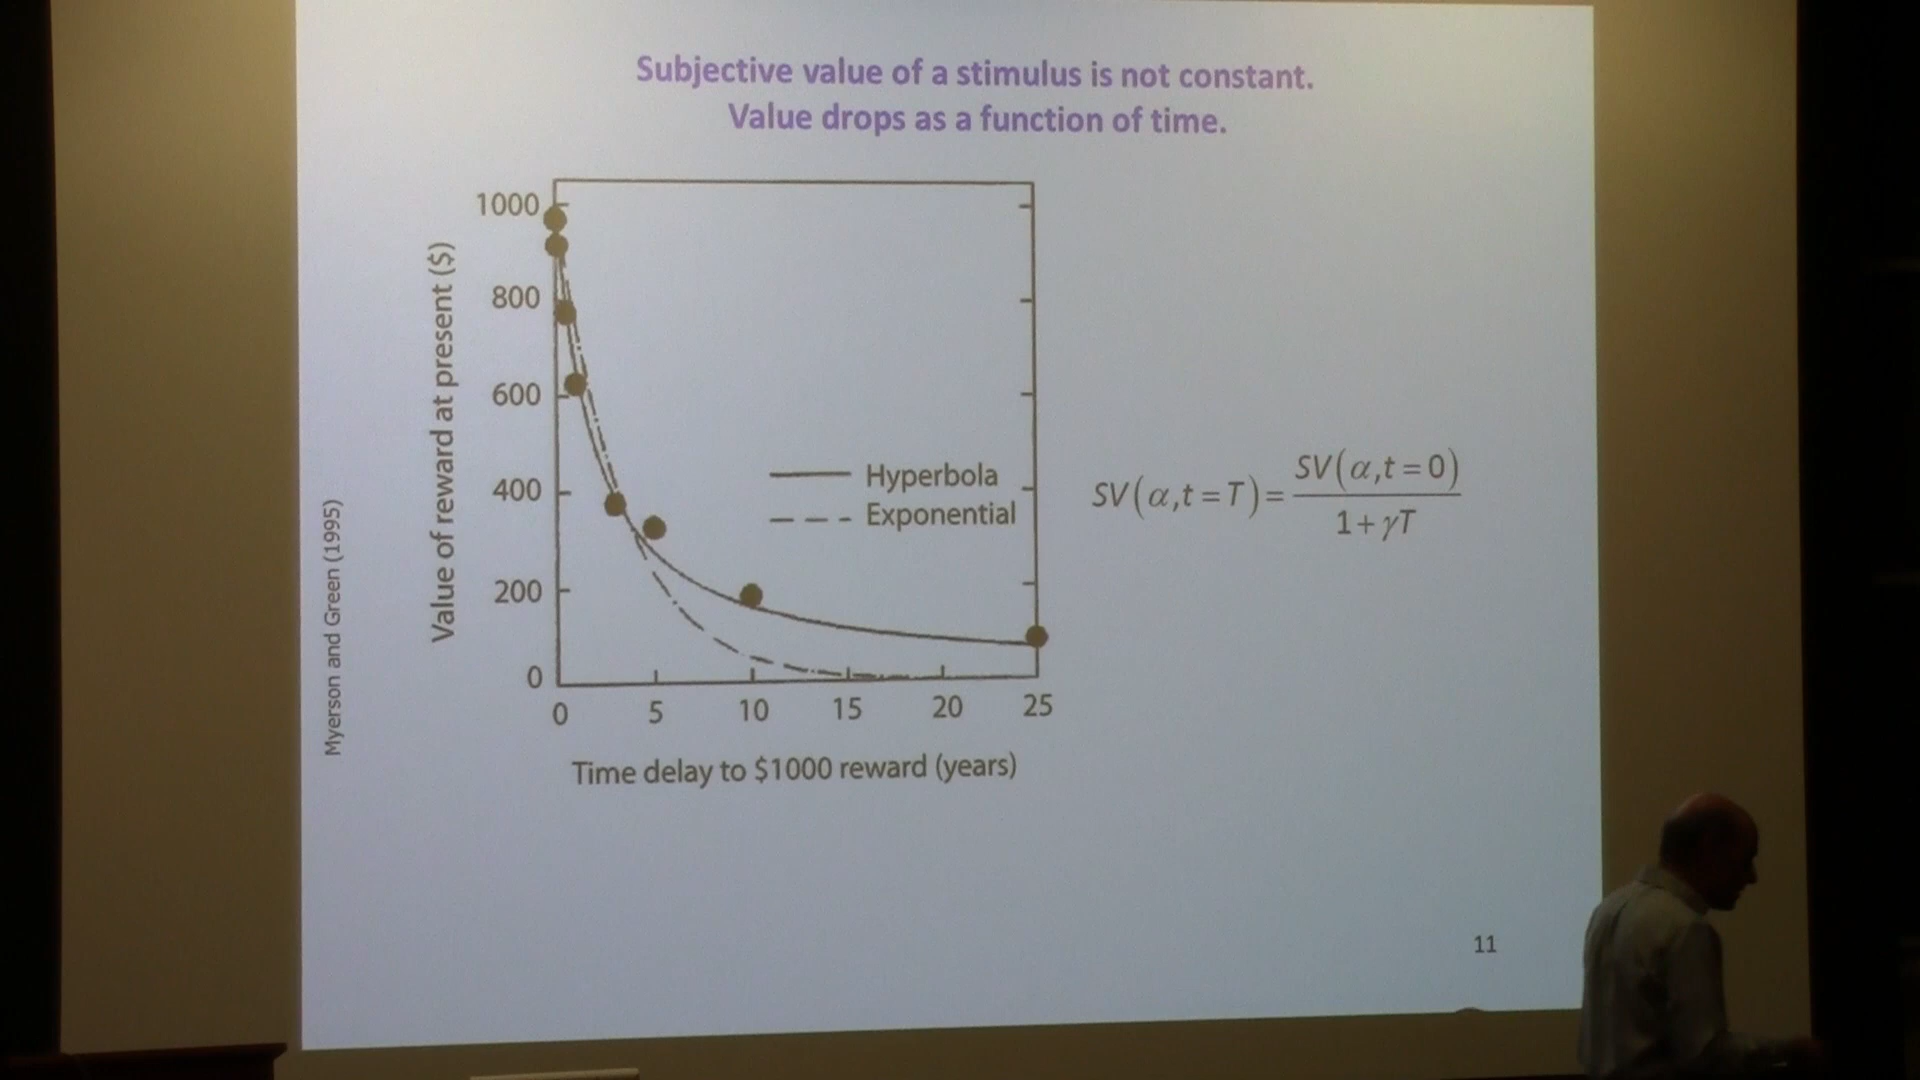 Subjective value of a stimulus is not constant.
Value drops as a function of time.
Myerson and Green (1995)
Value of reward at present ($)
1000
800
600
400
200
0
Hyperbola
Exponential
0 5 10 15 20 25
Time delay to $1000 reward (years)
SV(α,t=T)= SV(α,t=0)
1+γT
11